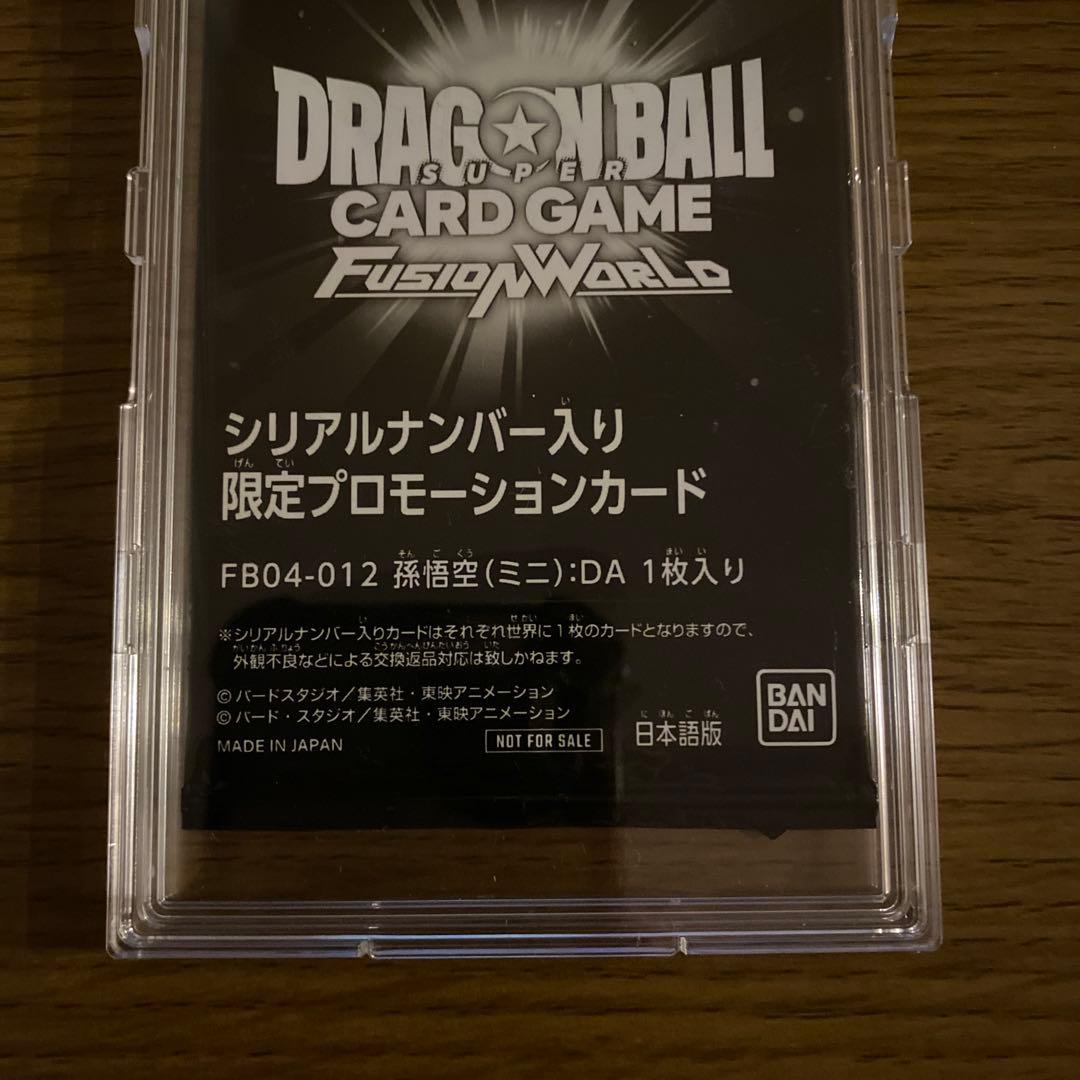 DRAGON BALL
SUPER
CARD GAME
FUSION WORLD
シリアルナンバー入り
限定プロモーションカード
FB04-012 孫悟空(ミニ):DA 1枚入り
※シリアルナンバー入りカードはそれぞれ世界に1枚のカードとなりますので、
外観不良などによる交換返品対応は致しかねます。
©バードスタジオ/集英社・東映アニメーション
©バード・スタジオ/集英社・東映アニメーション
MADE IN JAPAN NOT FOR SALE 日本語版
BAN
DAI